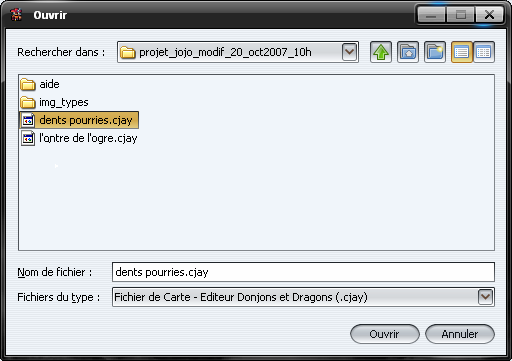 Ouvrir
Rechercher dans : projet_jojo_modif_20_oct2007_10h
aide
img_types
dents pourries.cjay
l'antre de l'ogre.cjay
Nom de fichier : dents pourries.cjay
Fichiers du type : Fichier de Carte - Editeur Donjons et Dragons (.cjay)
Ouvrir Annuler